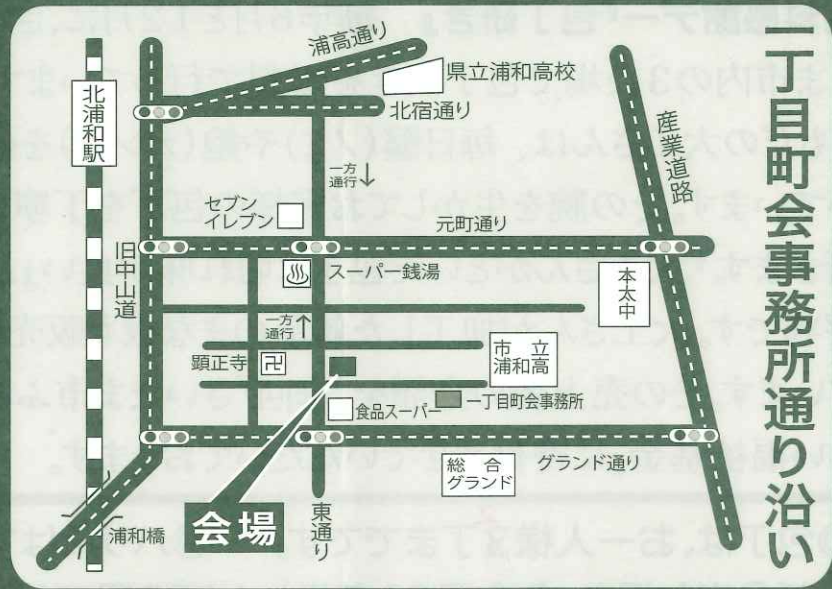 一丁目町会事務所通り沿い
浦高通り
県立浦和高校
北宿通り
北浦和駅
産業道路
一方
通行↓
セブン
イレブン
元町通り
旧中山道
スーパー銭湯
本太中
一方
通行↑
市立
浦和高
顕正寺
卍
食品スーパー
一丁目町会事務所
総合
グランド
グランド通り
会場
東通り
浦和橋